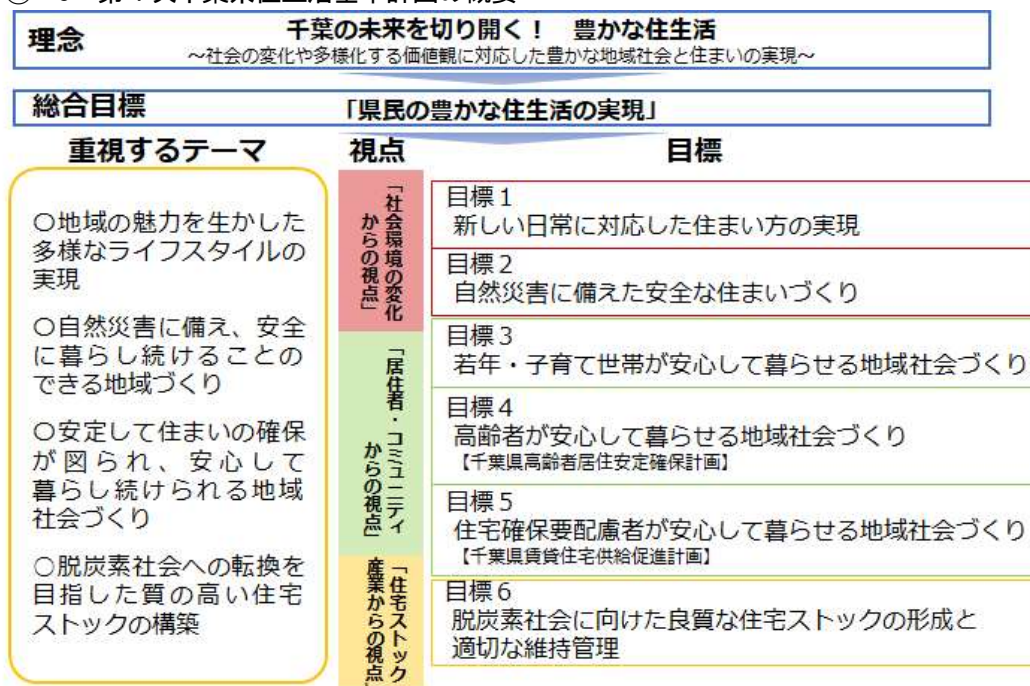 理念
千葉の未来を切り開く！　豊かな住生活
～社会の変化や多様化する価値観に対応した豊かな地域社会と住まいの実現～
総合目標
「県民の豊かな住生活の実現」
重視するテーマ
視点
目標
〇地域の魅力を生かした
多様なライフスタイルの
実現
〇自然災害に備え、安全
に暮らし続けることの
できる地域づくり
〇安定して住まいの確保
が図られ、安心して
暮らし続けられる地域
社会づくり
〇脱炭素社会への転換を
目指した質の高い住宅
ストックの構築
「社会環境の変化
からの視点」
「居住者・コミュニティ
からの視点」
「住宅ストック
産業からの視点」
目標１
新しい日常に対応した住まい方の実現
目標２
自然災害に備えた安全な住まいづくり
目標３
若年・子育て世帯が安心して暮らせる地域社会づくり
目標４
高齢者が安心して暮らせる地域社会づくり
【千葉県高齢者居住安定確保計画】
目標５
住宅確保要配慮者が安心して暮らせる地域社会づくり
【千葉県賃貸住宅供給促進計画】
目標６
脱炭素社会に向けた良質な住宅ストックの形成と
適切な維持管理